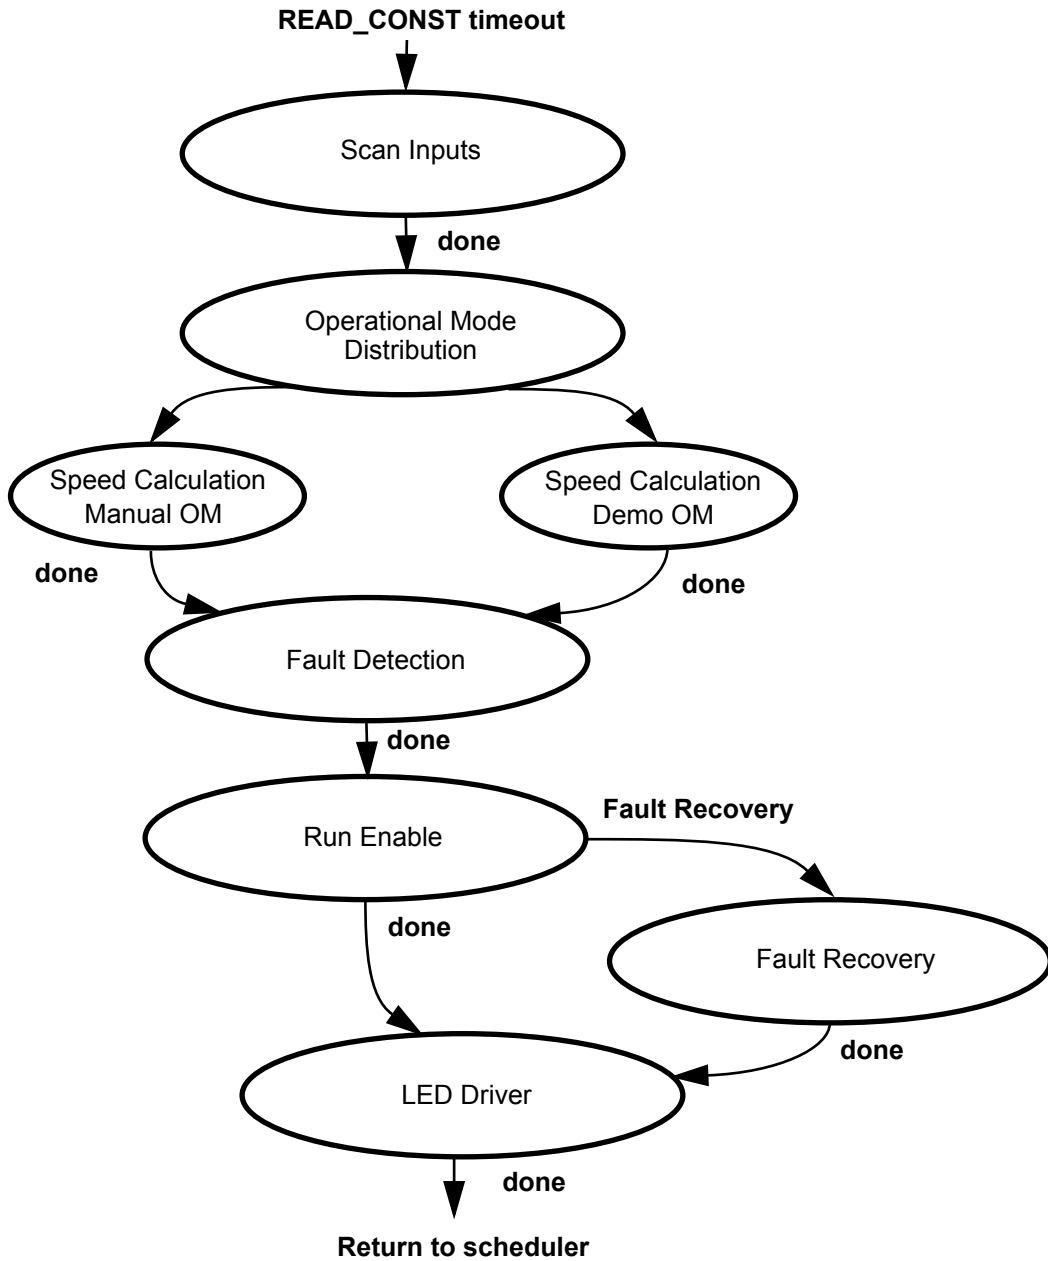 READ_CONST timeout
Scan Inputs
done
Operational Mode
Distribution
Speed Calculation
Manual OM
Speed Calculation
Demo OM
done
done
Fault Detection
done
Fault Recovery
Run Enable
done
Fault Recovery
done
LED Driver
done
Return to scheduler